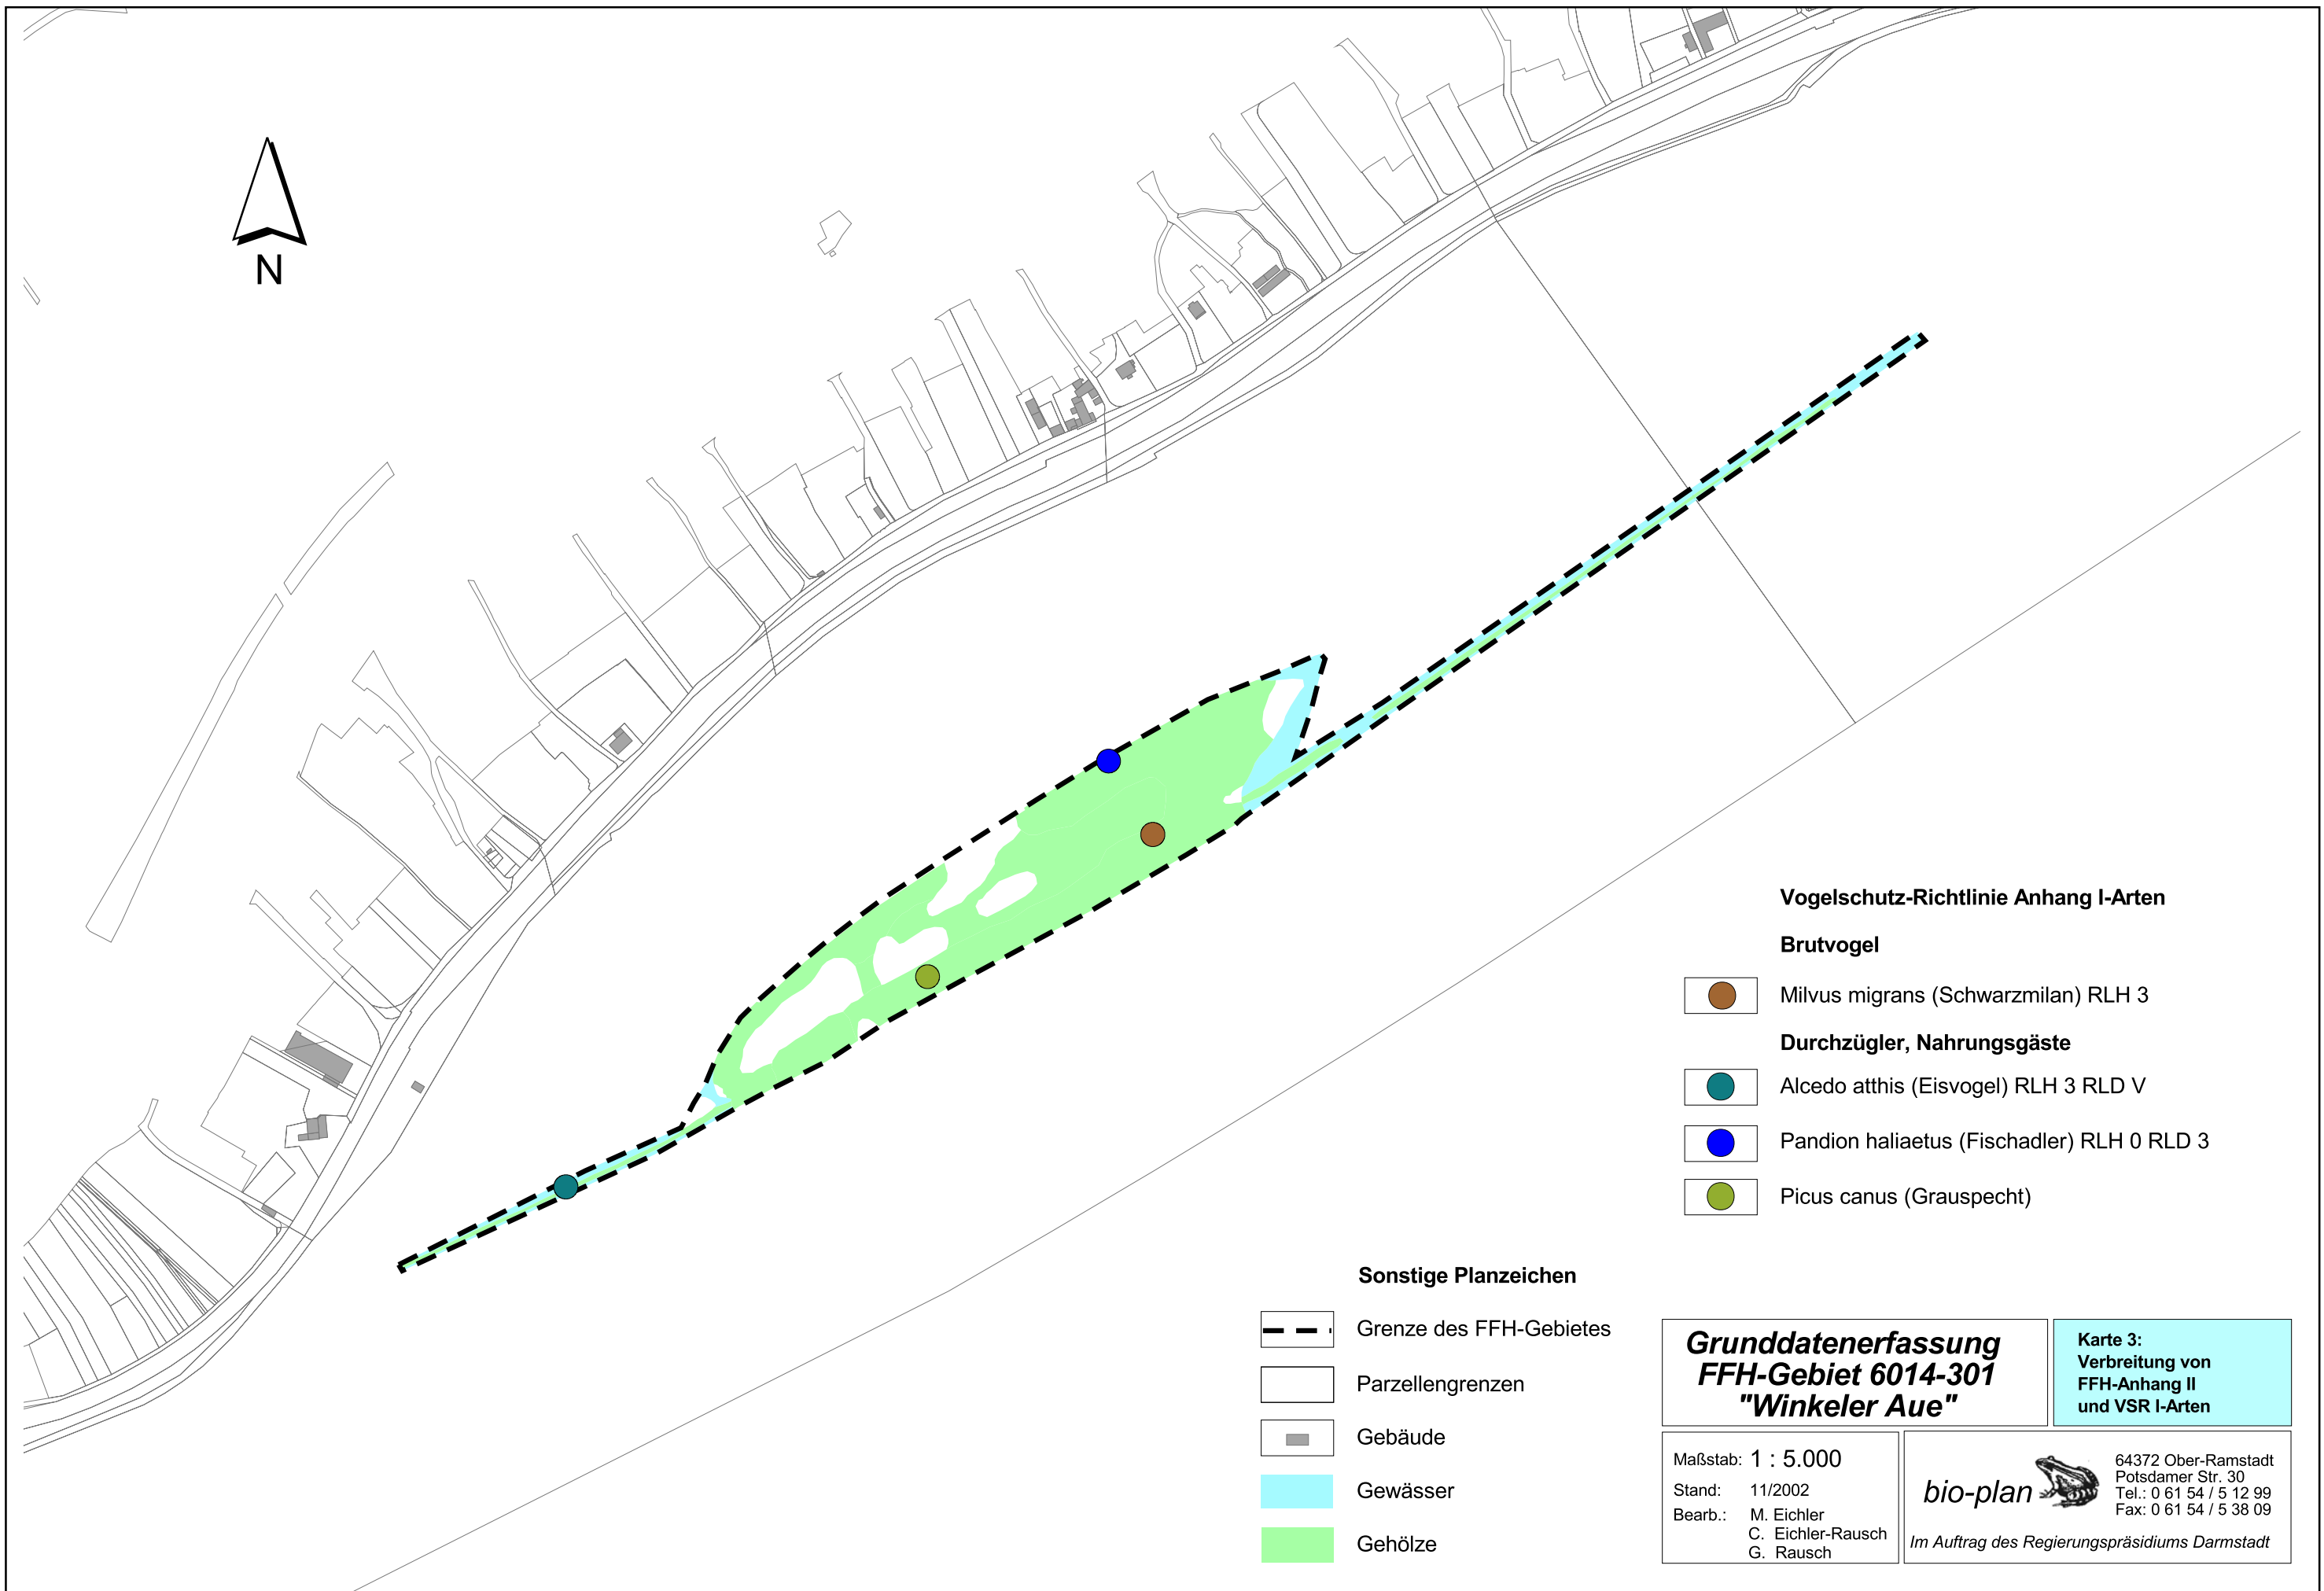 N
Vogelschutz-Richtlinie Anhang I-Arten
Brutvogel
Milvus migrans (Schwarzmilan) RLH 3
Durchzügler, Nahrungsgäste
Alcedo atthis (Eisvogel) RLH 3 RLD V
Pandion haliaetus (Fischadler) RLH 0 RLD 3
Picus canus (Grauspecht)
Sonstige Planzeichen
Grenze des FFH-Gebietes
Parzellengrenzen
Gebäude
Gewässer
Gehölze
Grunddatenerfassung
FFH-Gebiet 6014-301
"Winkeler Aue"
Karte 3:
Verbreitung von
FFH-Anhang II
und VSR I-Arten
Maßstab: 1 : 5.000
Stand: 11/2002
Bearb.: M. Eichler
C. Eichler-Rausch
G. Rausch
bio-plan
64372 Ober-Ramstadt
Potsdamer Str. 30
Tel.: 0 61 54 / 5 12 99
Fax: 0 61 54 / 5 38 09
Im Auftrag des Regierungspräsidiums Darmstadt